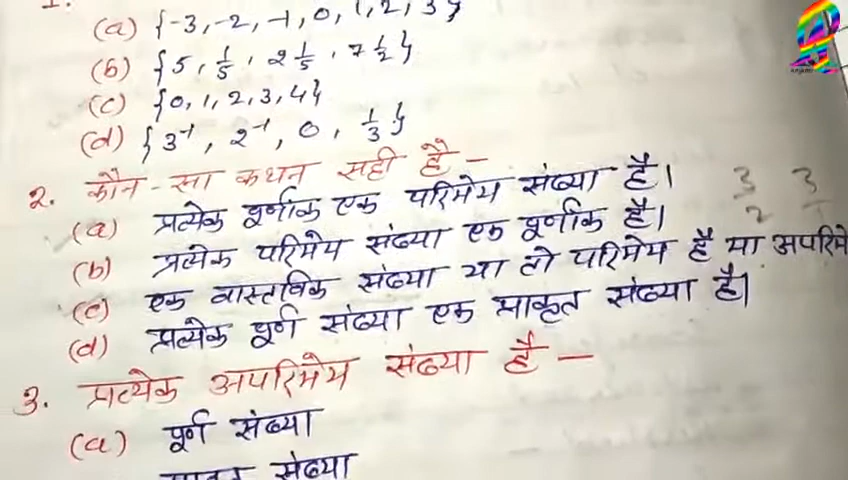 1.
(a) {-3, -2, -1, 0, 1, 2, 3}
(b) {5, 1/5, 2 1/5, 7 1/2}
(c) {0, 1, 2, 3, 4}
(d) {3⁻¹, 2⁻¹, 0, 1/3}
2. कौन-सा कथन सही है –
(a) प्रत्येक पूर्णांक एक परिमेय संख्या है।
(b) प्रत्येक परिमेय संख्या एक पूर्णांक है।
(c) एक वास्तविक संख्या या तो परिमेय है या अपरिमे
(d) प्रत्येक पूर्ण संख्या एक प्राकृत संख्या है।
3. प्रत्येक अपरिमेय संख्या है –
(a) पूर्ण संख्या
संख्या